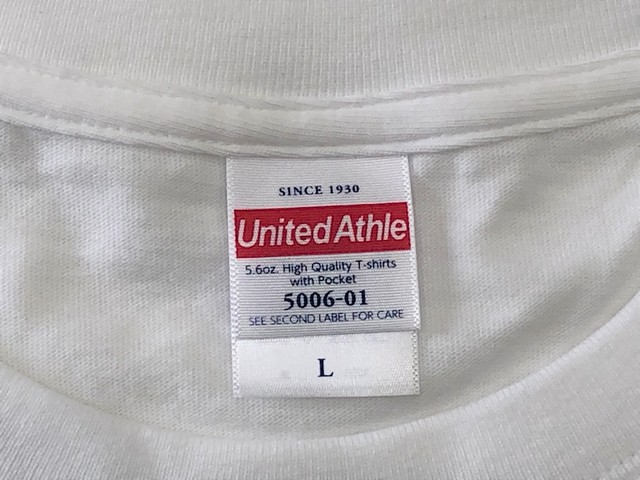 SINCE 1930
United Athle
5.6oz. High Quality T-shirts
with Pocket
5006-01
SEE SECOND LABEL FOR CARE
L